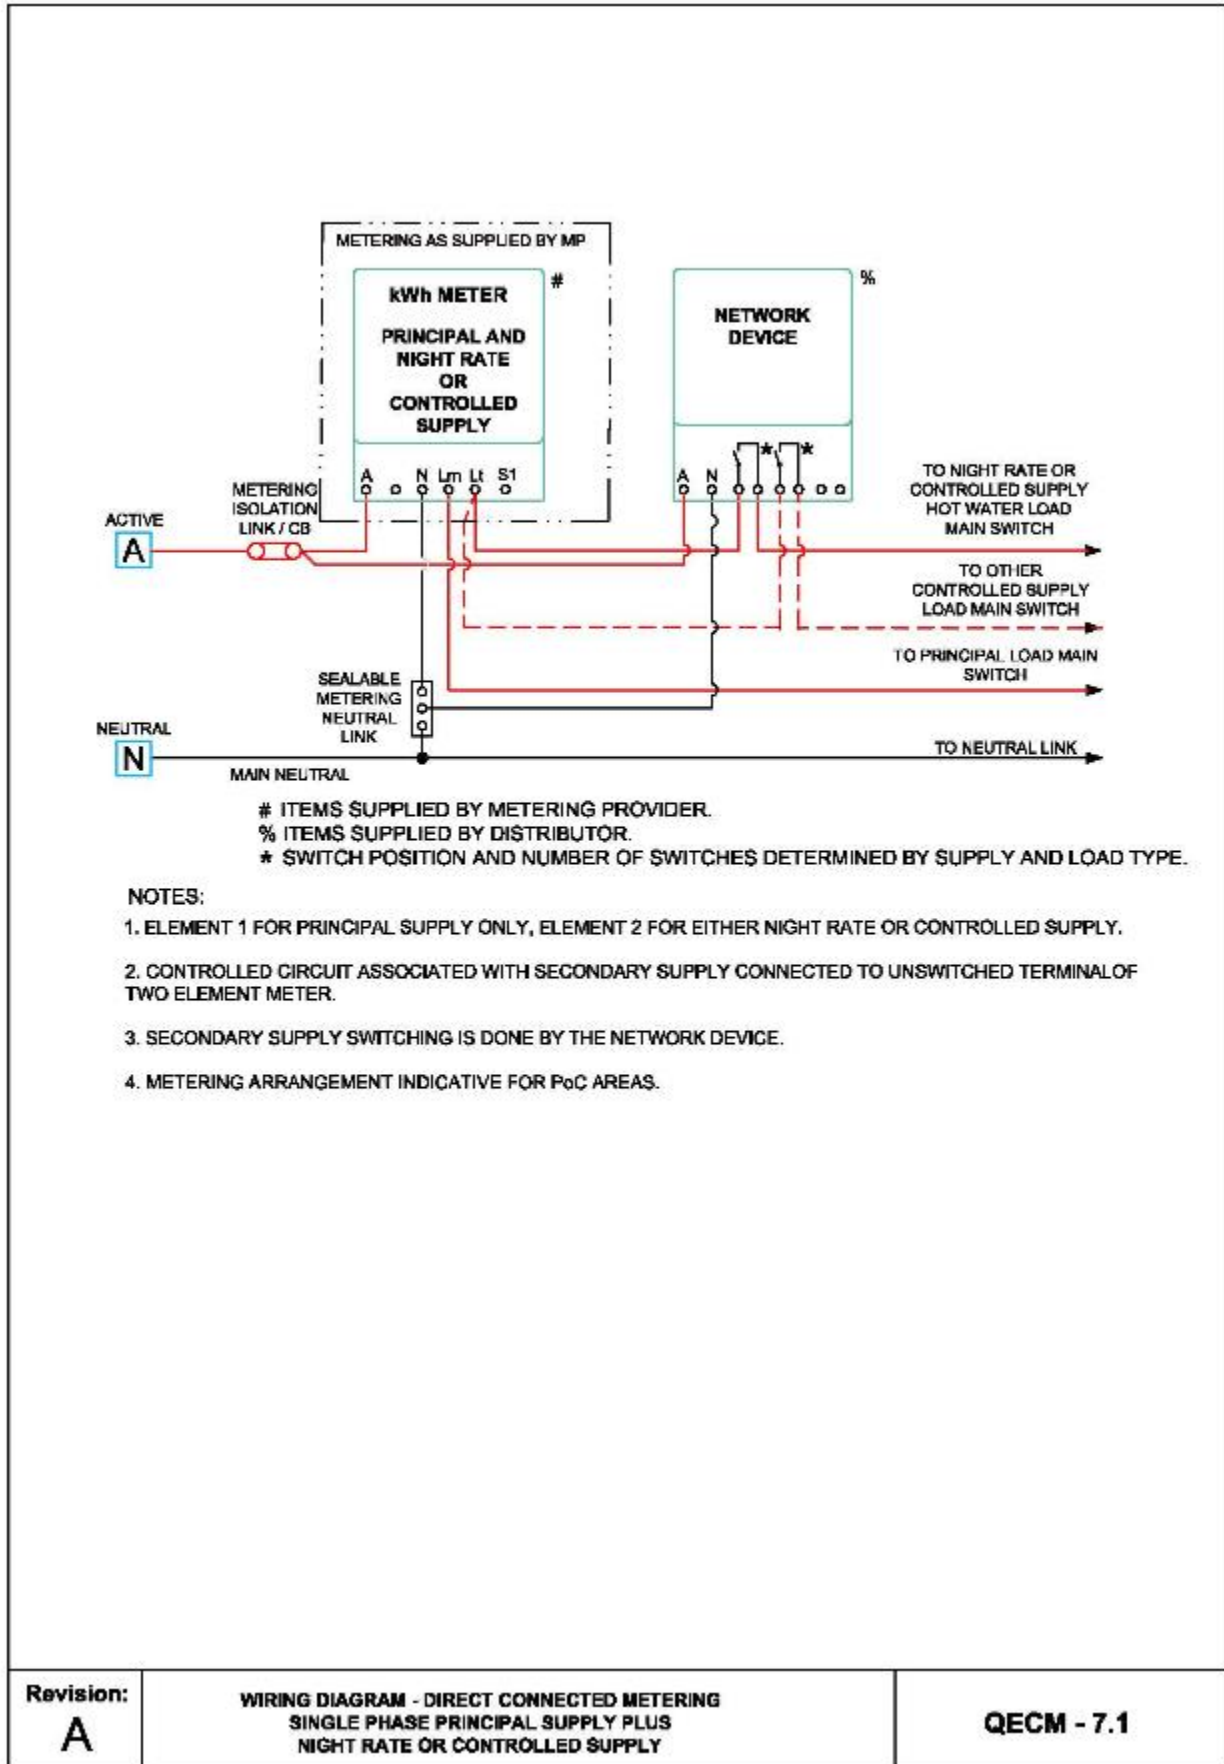 METERING AS SUPPLIED BY MP
#
%
kWh METER
PRINCIPAL AND
NIGHT RATE
OR
CONTROLLED
SUPPLY
NETWORK
DEVICE
* *
A N Lm Lt S1
A N
METERING
ISOLATION
LINK / CB
ACTIVE
A
TO NIGHT RATE OR
CONTROLLED SUPPLY
HOT WATER LOAD
MAIN SWITCH
TO OTHER
CONTROLLED SUPPLY
LOAD MAIN SWITCH
TO PRINCIPAL LOAD MAIN
SWITCH
SEALABLE
METERING
NEUTRAL
LINK
NEUTRAL
N
MAIN NEUTRAL
TO NEUTRAL LINK
# ITEMS SUPPLIED BY METERING PROVIDER.
% ITEMS SUPPLIED BY DISTRIBUTOR.
* SWITCH POSITION AND NUMBER OF SWITCHES DETERMINED BY SUPPLY AND LOAD TYPE.
NOTES:
1. ELEMENT 1 FOR PRINCIPAL SUPPLY ONLY, ELEMENT 2 FOR EITHER NIGHT RATE OR CONTROLLED SUPPLY.
2. CONTROLLED CIRCUIT ASSOCIATED WITH SECONDARY SUPPLY CONNECTED TO UNSWITCHED TERMINALOF
TWO ELEMENT METER.
3. SECONDARY SUPPLY SWITCHING IS DONE BY THE NETWORK DEVICE.
4. METERING ARRANGEMENT INDICATIVE FOR PoC AREAS.
Revision:
A
WIRING DIAGRAM - DIRECT CONNECTED METERING
SINGLE PHASE PRINCIPAL SUPPLY PLUS
NIGHT RATE OR CONTROLLED SUPPLY
QECM - 7.1